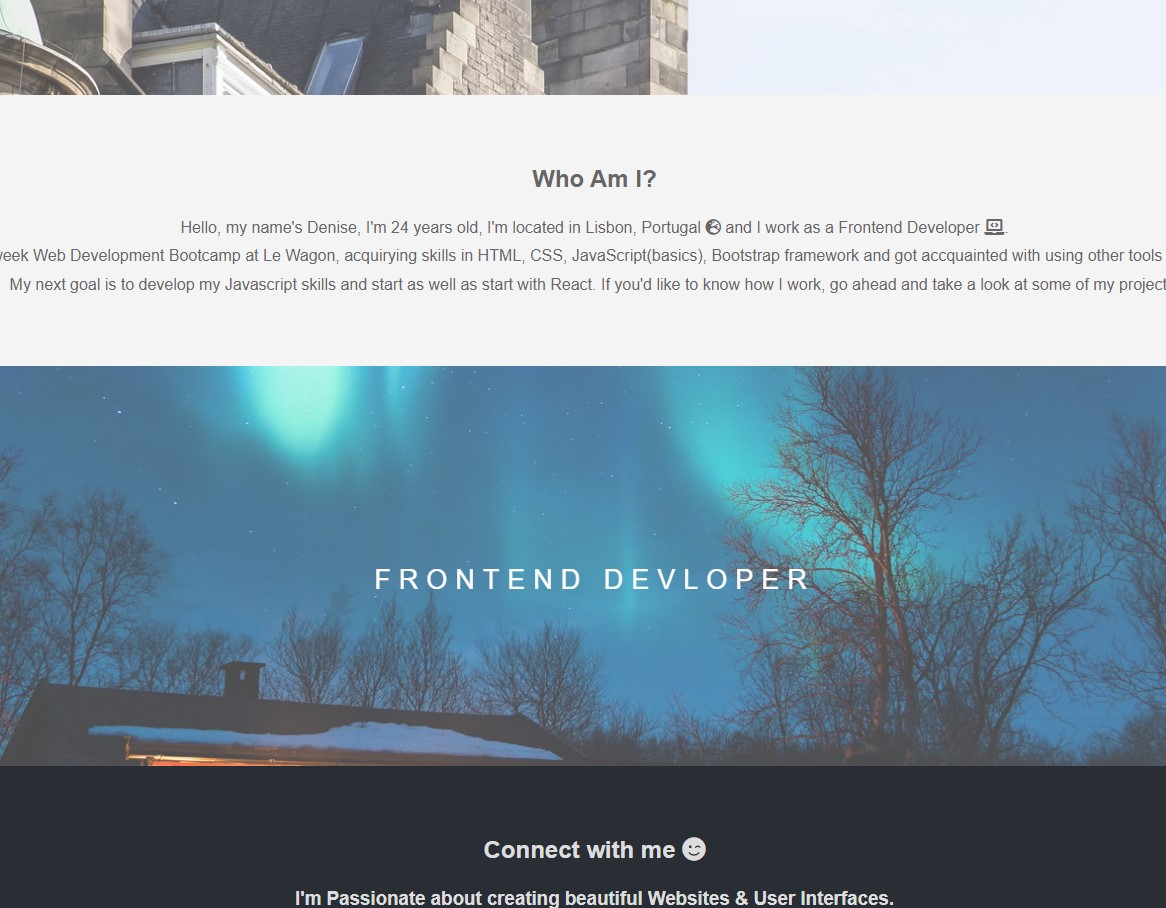 Who Am I?
Hello, my name's Denise, I'm 24 years old, I'm located in Lisbon, Portugal and I work as a Frontend Developer .
week Web Development Bootcamp at Le Wagon, acquirying skills in HTML, CSS, JavaScript(basics), Bootstrap framework and got accquainted with using other tools
My next goal is to develop my Javascript skills and start as well as start with React. If you'd like to know how I work, go ahead and take a look at some of my project
FRONTEND DEVLOPER
Connect with me
I'm Passionate about creating beautiful Websites & User Interfaces.